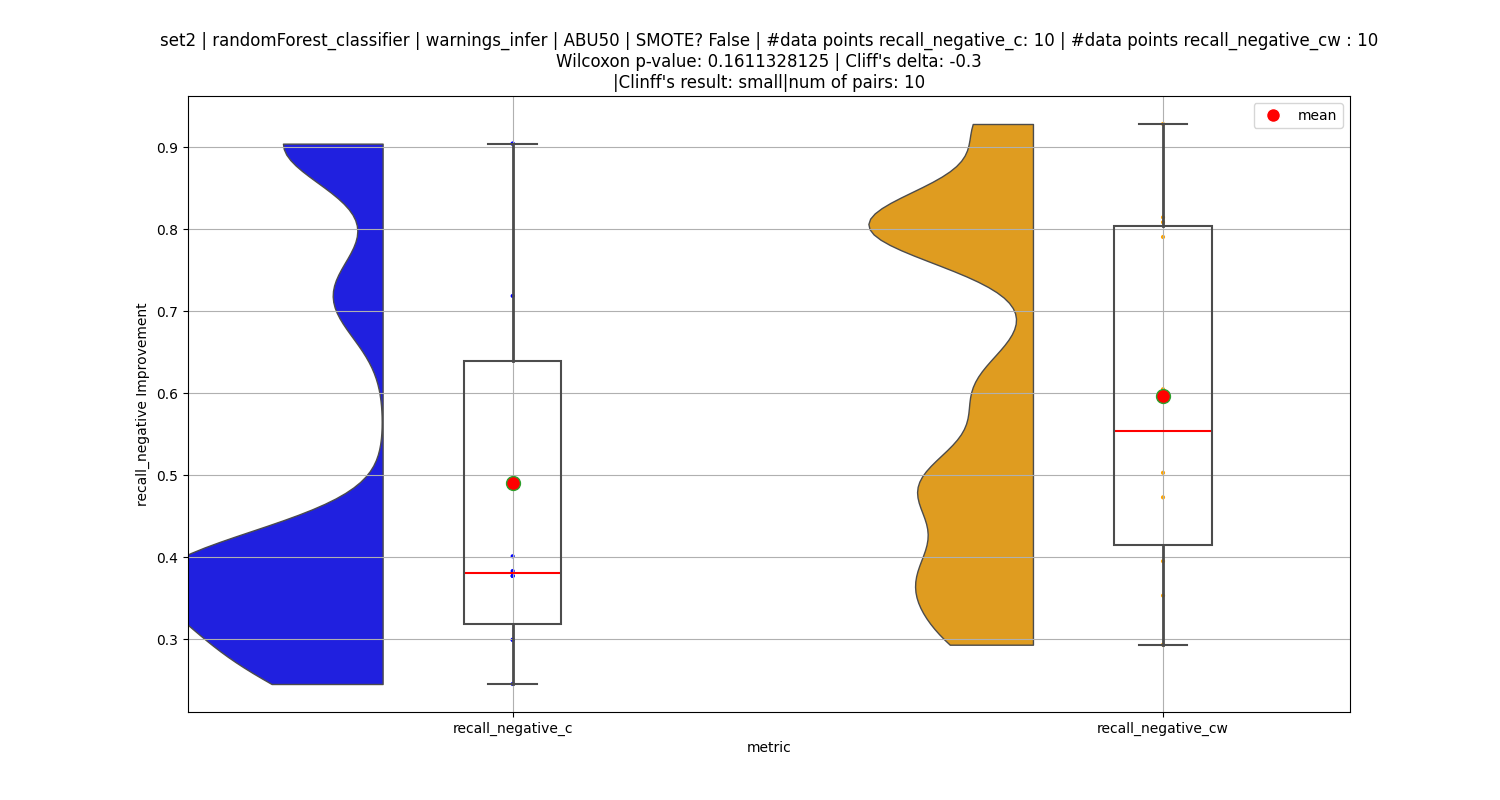 set2 | randomForest_classifier | warnings_infer | ABU50 | SMOTE? False | #data points recall_negative_c: 10 | #data points recall_negative_cw : 10
Wilcoxon p-value: 0.1611328125 | Cliff's delta: -0.3
|Clinff's result: small|num of pairs: 10
mean
0.9
0.8
0.7
0.6
0.5
0.4
0.3
recall_negative Improvement
recall_negative_c
recall_negative_cw
metric